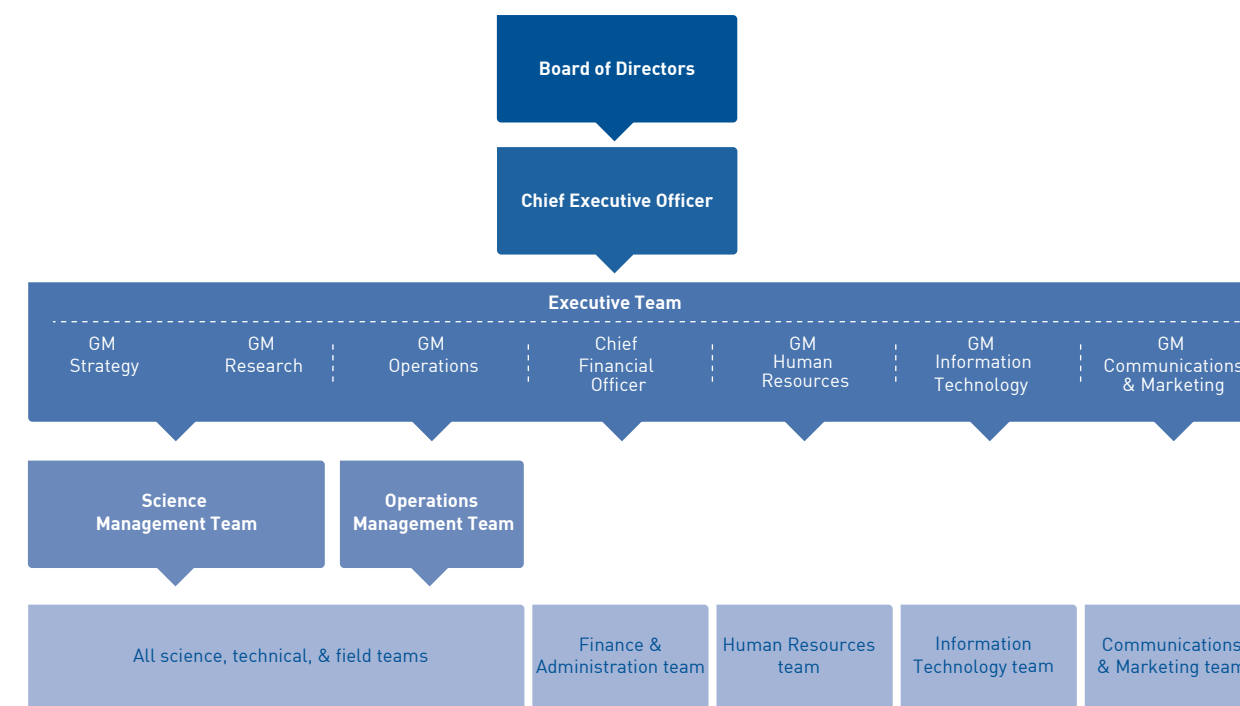 Board of Directors
Chief Executive Officer
Executive Team
GM
Strategy
GM
Research
GM
Operations
Chief
Financial
Officer
GM
Human
Resources
GM
Information
Technology
GM
Communications
& Marketing
Science
Management Team
Operations
Management Team
All science, technical, & field teams
Finance &
Administration team
Human Resources
team
Information
Technology team
Communications
& Marketing team